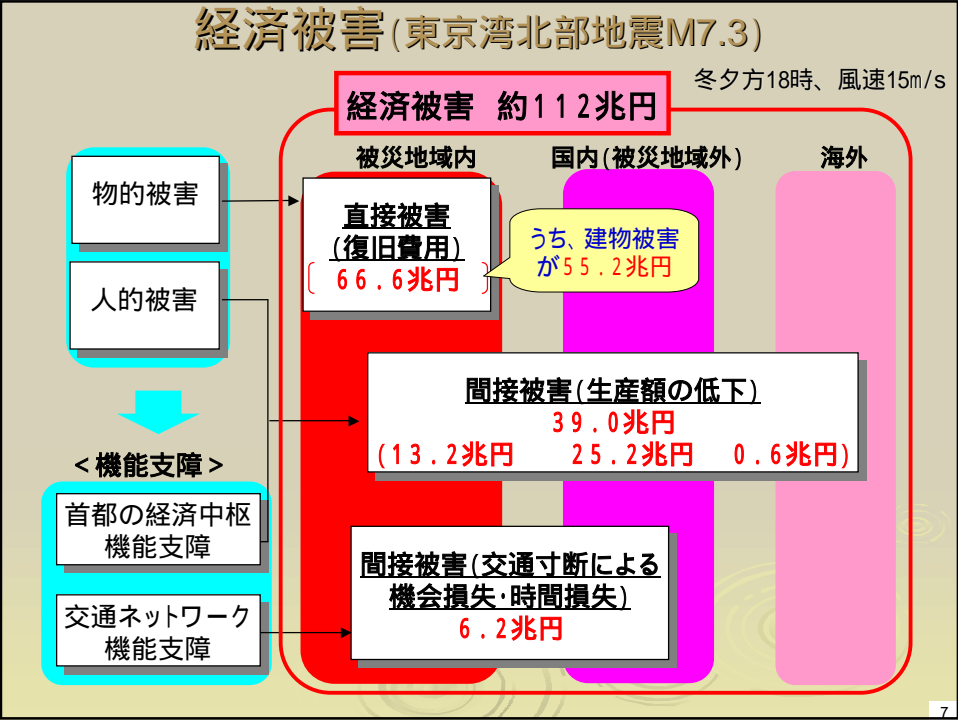 経済被害(東京湾北部地震M7.3)
冬夕方18時、風速15m/s
経済被害 約112兆円
被災地域内 国内(被災地域外) 海外
物的被害
直接被害
(復旧費用)
66.6兆円
うち、建物被害
が55.2兆円
人的被害
間接被害(生産額の低下)
39.0兆円
(13.2兆円 25.2兆円 0.6兆円)
<機能支障>
首都の経済中枢
機能支障
間接被害(交通寸断による
機会損失・時間損失)
6.2兆円
交通ネットワーク
機能支障
7